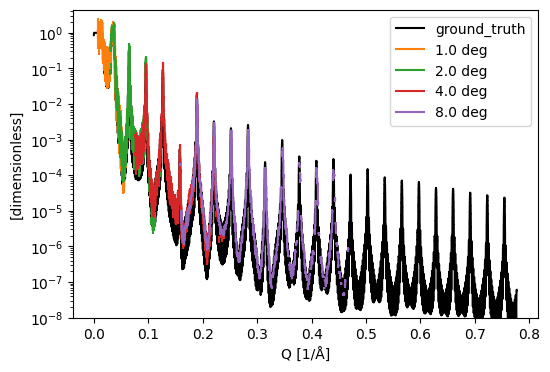 10⁰
10⁻¹
10⁻²
10⁻³
10⁻⁴
10⁻⁵
10⁻⁶
10⁻⁷
10⁻⁸
[dimensionless]
ground_truth
1.0 deg
2.0 deg
4.0 deg
8.0 deg
0.0 0.1 0.2 0.3 0.4 0.5 0.6 0.7 0.8
Q [1/Å]